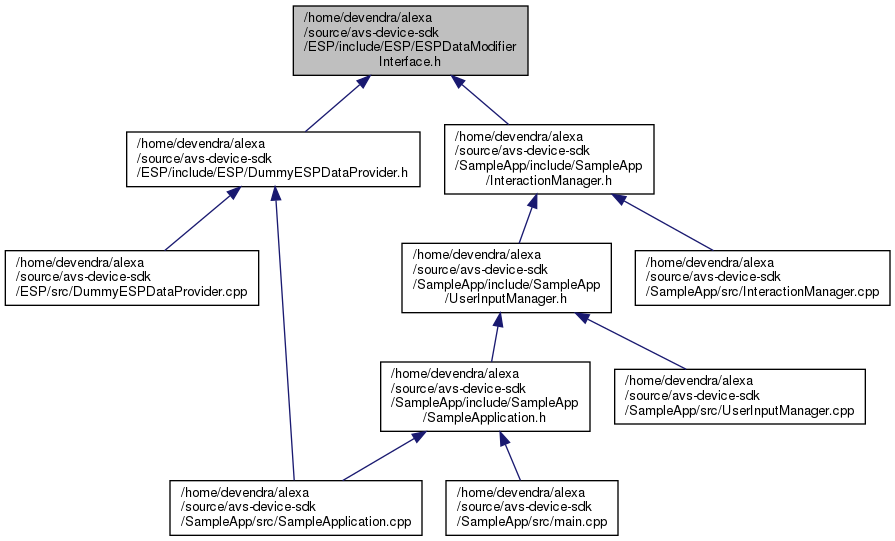 /home/devendra/alexa
/source/avs-device-sdk
/ESP/include/ESP/ESPDataModifier
Interface.h
/home/devendra/alexa
/source/avs-device-sdk
/ESP/include/ESP/DummyESPDataProvider.h
/home/devendra/alexa
/source/avs-device-sdk
/SampleApp/include/SampleApp
/InteractionManager.h
/home/devendra/alexa
/source/avs-device-sdk
/ESP/src/DummyESPDataProvider.cpp
/home/devendra/alexa
/source/avs-device-sdk
/SampleApp/include/SampleApp
/UserInputManager.h
/home/devendra/alexa
/source/avs-device-sdk
/SampleApp/src/InteractionManager.cpp
/home/devendra/alexa
/source/avs-device-sdk
/SampleApp/include/SampleApp
/SampleApplication.h
/home/devendra/alexa
/source/avs-device-sdk
/SampleApp/src/UserInputManager.cpp
/home/devendra/alexa
/source/avs-device-sdk
/SampleApp/src/SampleApplication.cpp
/home/devendra/alexa
/source/avs-device-sdk
/SampleApp/src/main.cpp